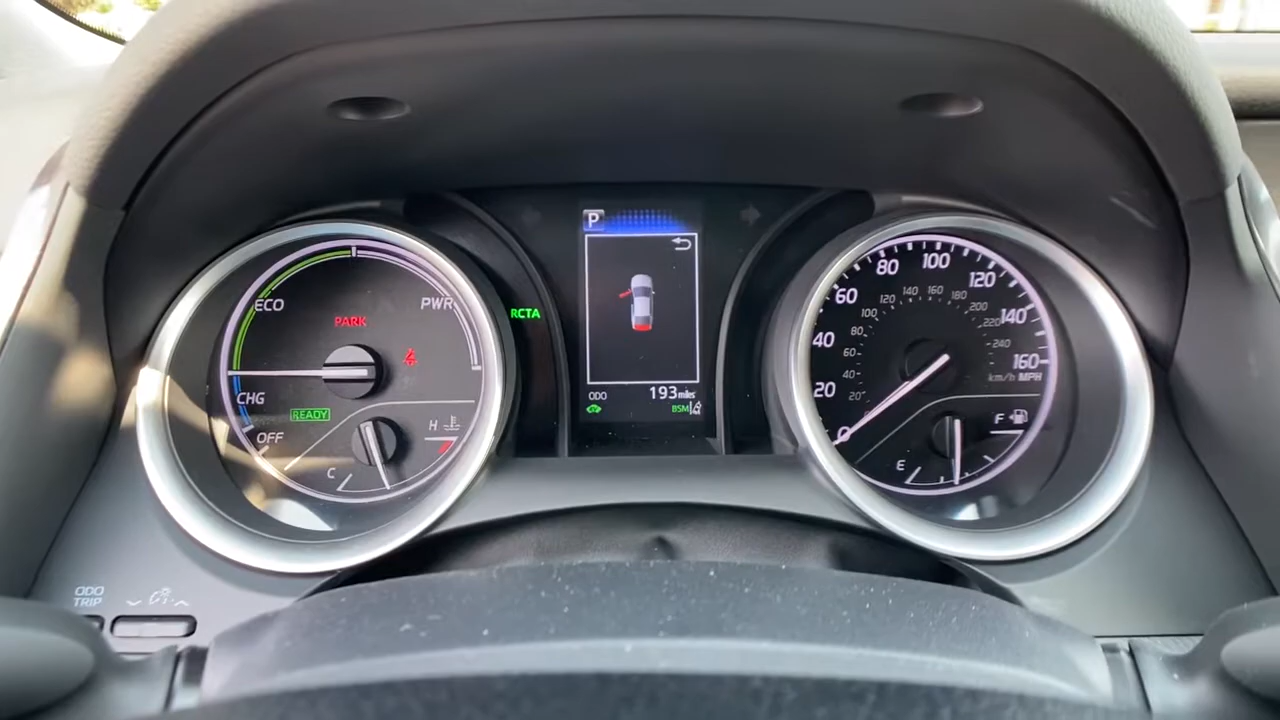 P
ECO
PWR
PARK
CHG
READY
OFF
H
C
RCTA
ODO 193 miles
BSM
0
20
40
60
80
100
120
140
160
20
40
60
80
100
120
140
160
180
200
220
240
km/h MPH
F
E
ODO
TRIP